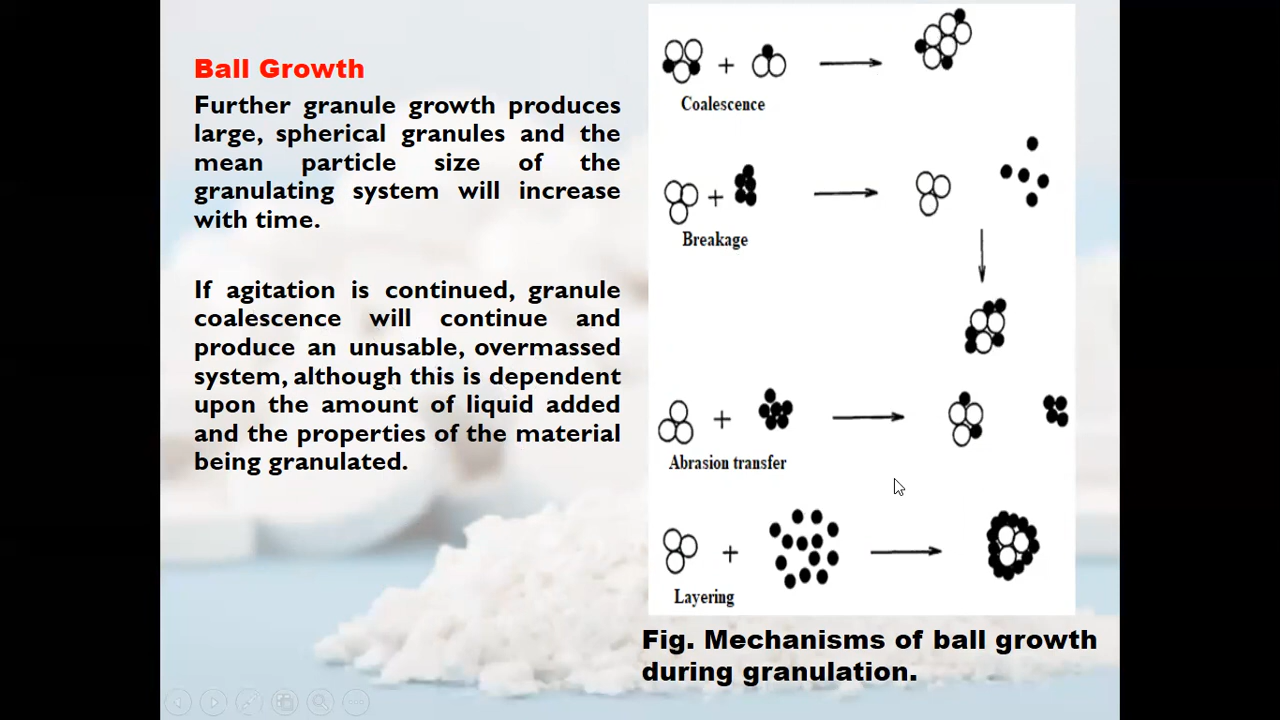 Ball Growth
Further granule growth produces
large, spherical granules and the
mean particle size of the
granulating system will increase
with time.
If agitation is continued, granule
coalescence will continue and
produce an unusable, overmassed
system, although this is dependent
upon the amount of liquid added
and the properties of the material
being granulated.
+
Coalescence
+
Breakage
+
Abrasion transfer
+
Layering
Fig. Mechanisms of ball growth
during granulation.